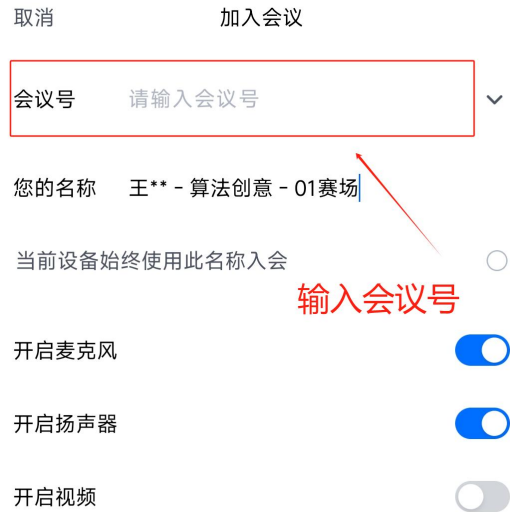 取消 加入会议
会议号 请输入会议号
您的名称 王** - 算法创意 - 01赛场
当前设备始终使用此名称入会
输入会议号
开启麦克风
开启扬声器
开启视频